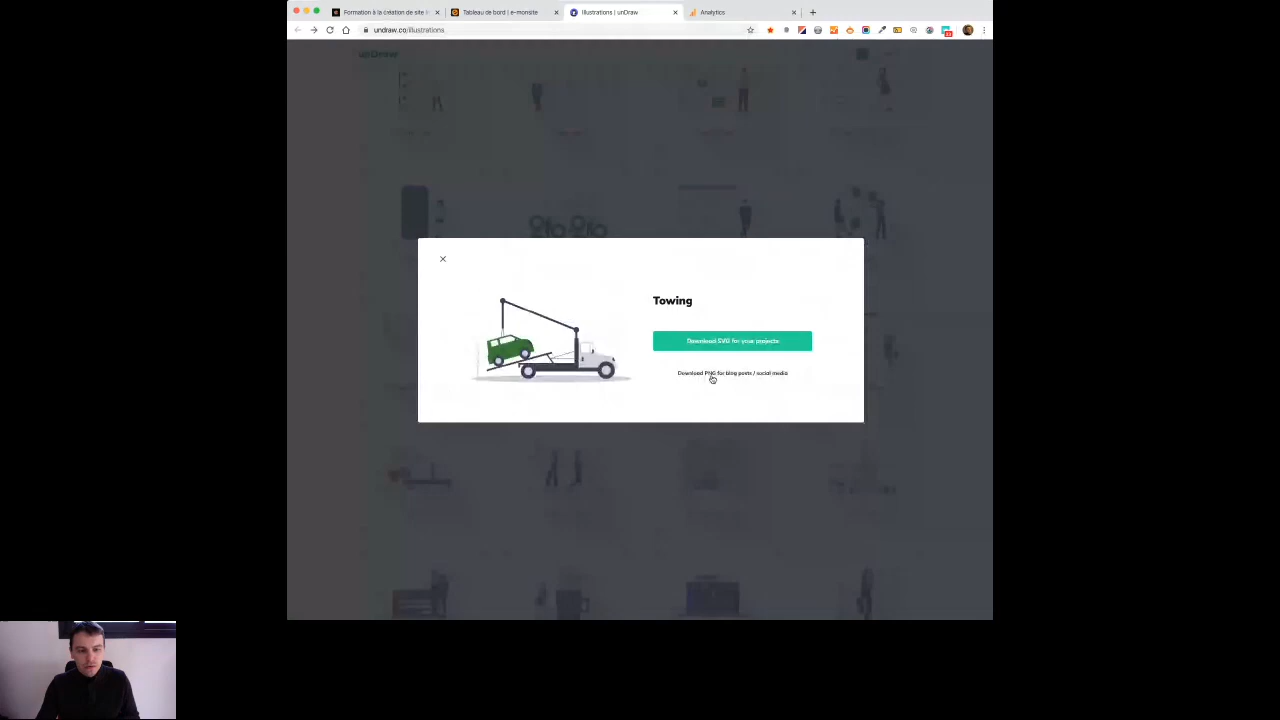 Formation à la création de site i
Tableau de bord | e-monsite
Illustrations | unDraw
Analytics
undraw.co/illustrations
unDraw
Towing
Download SVG for your projects
Download PNG for blog posts / social media